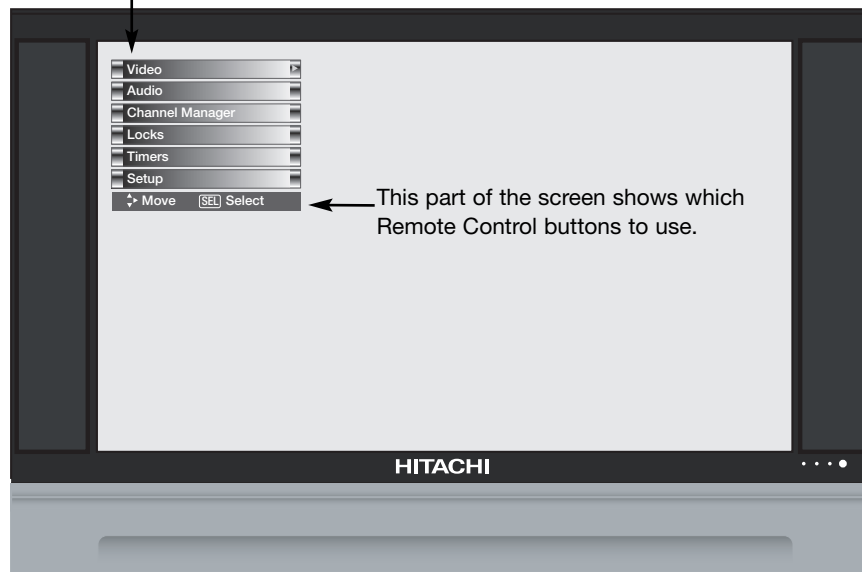 Video
Audio
Channel Manager
Locks
Timers
Setup
Move SEL Select
This part of the screen shows which
Remote Control buttons to use.
HITACHI